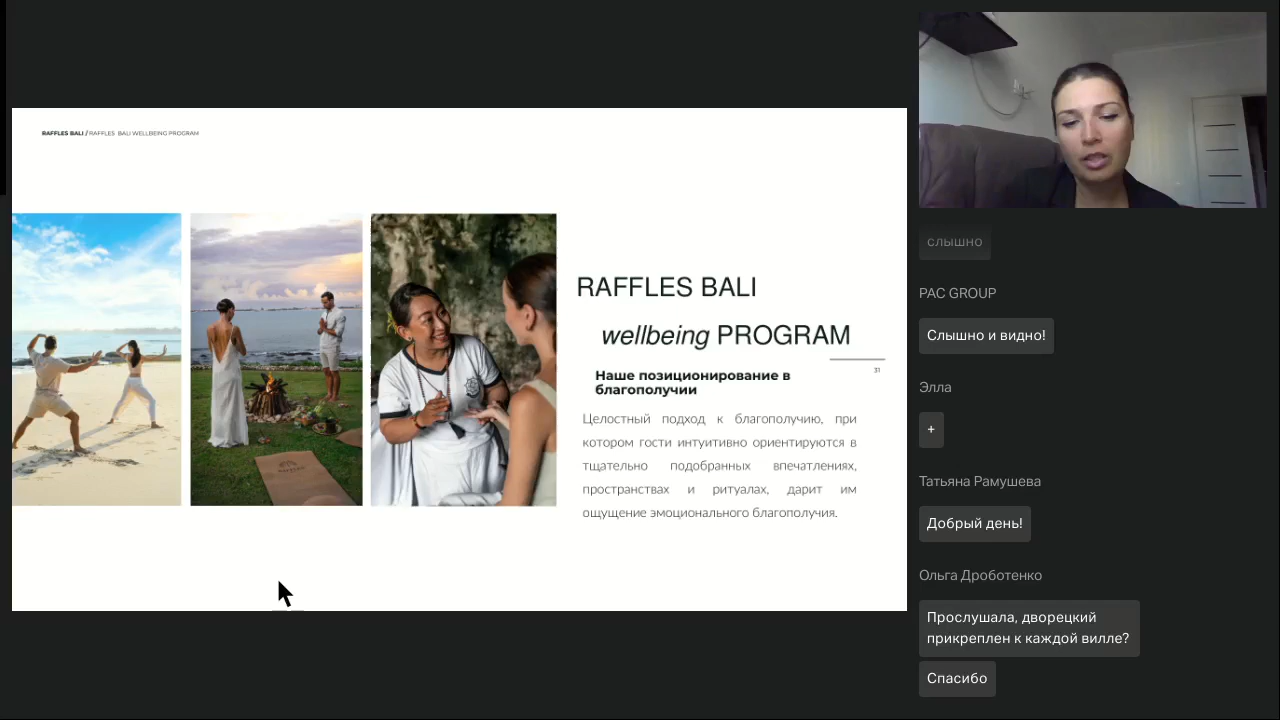 RAFFLES BALI / RAFFLES BALI WELLBEING PROGRAM
RAFFLES BALI
wellbeing PROGRAM
31
Наше позиционирование в
благополучии
Целостный подход к благополучию, при
котором гости интуитивно ориентируются в
тщательно подобранных впечатлениях,
пространствах и ритуалах, дарит им
ощущение эмоционального благополучия.
слышно
PAC GROUP
Слышно и видно!
Элла
+
Татьяна Рамушева
Добрый день!
Ольга Дроботенко
Прослушала, дворецкий
прикреплен к каждой вилле?
Спасибо